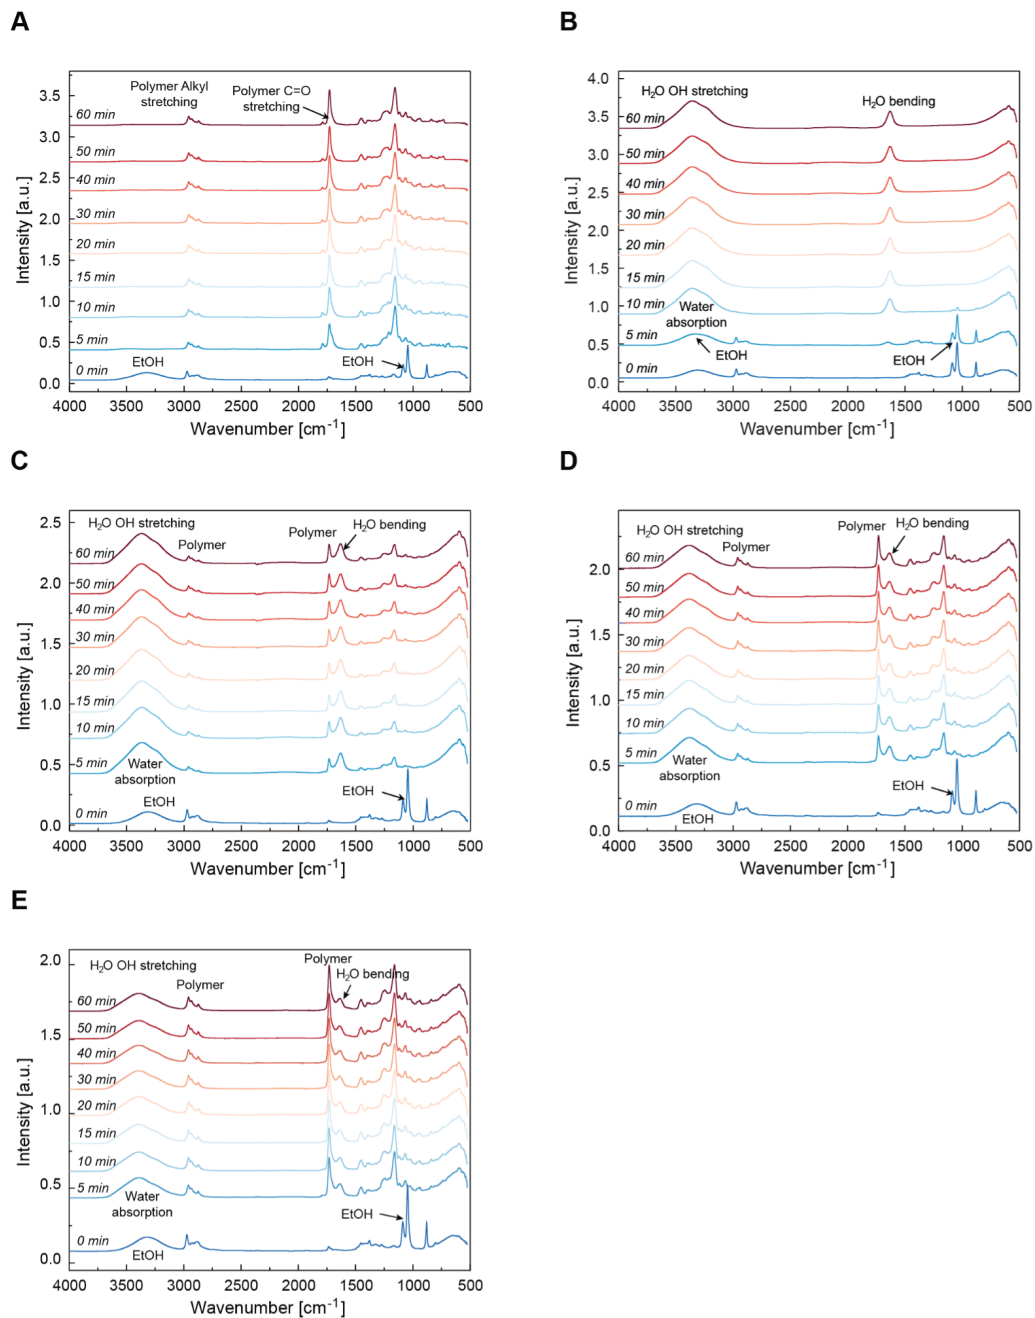 A
Polymer Alkyl
stretching
Polymer C=O
stretching
60 min
50 min
40 min
30 min
20 min
15 min
10 min
5 min
0 min
EtOH
EtOH
3.5
3.0
2.5
2.0
1.5
1.0
0.5
0.0
Intensity [a.u.]
4000 3500 3000 2500 2000 1500 1000 500
Wavenumber [cm⁻¹]
B
H₂O OH stretching
H₂O bending
60 min
50 min
40 min
30 min
20 min
15 min
10 min
Water
absorption
5 min
EtOH
EtOH
0 min
4.0
3.5
3.0
2.5
2.0
1.5
1.0
0.5
0.0
Intensity [a.u.]
4000 3500 3000 2500 2000 1500 1000 500
Wavenumber [cm⁻¹]
C
H₂O OH stretching
Polymer
Polymer
H₂O bending
60 min
50 min
40 min
30 min
20 min
15 min
10 min
5 min
Water
absorption
EtOH
EtOH
0 min
2.5
2.0
1.5
1.0
0.5
0.0
Intensity [a.u.]
4000 3500 3000 2500 2000 1500 1000 500
Wavenumber [cm⁻¹]
D
H₂O OH stretching
Polymer
Polymer
H₂O bending
60 min
50 min
40 min
30 min
20 min
15 min
10 min
5 min
Water
absorption
EtOH
0 min
EtOH
2.0
1.5
1.0
0.5
0.0
Intensity [a.u.]
4000 3500 3000 2500 2000 1500 1000 500
Wavenumber [cm⁻¹]
E
H₂O OH stretching
Polymer
Polymer
H₂O bending
60 min
50 min
40 min
30 min
20 min
15 min
10 min
5 min
Water
absorption
EtOH
0 min
EtOH
2.0
1.5
1.0
0.5
0.0
Intensity [a.u.]
4000 3500 3000 2500 2000 1500 1000 500
Wavenumber [cm⁻¹]